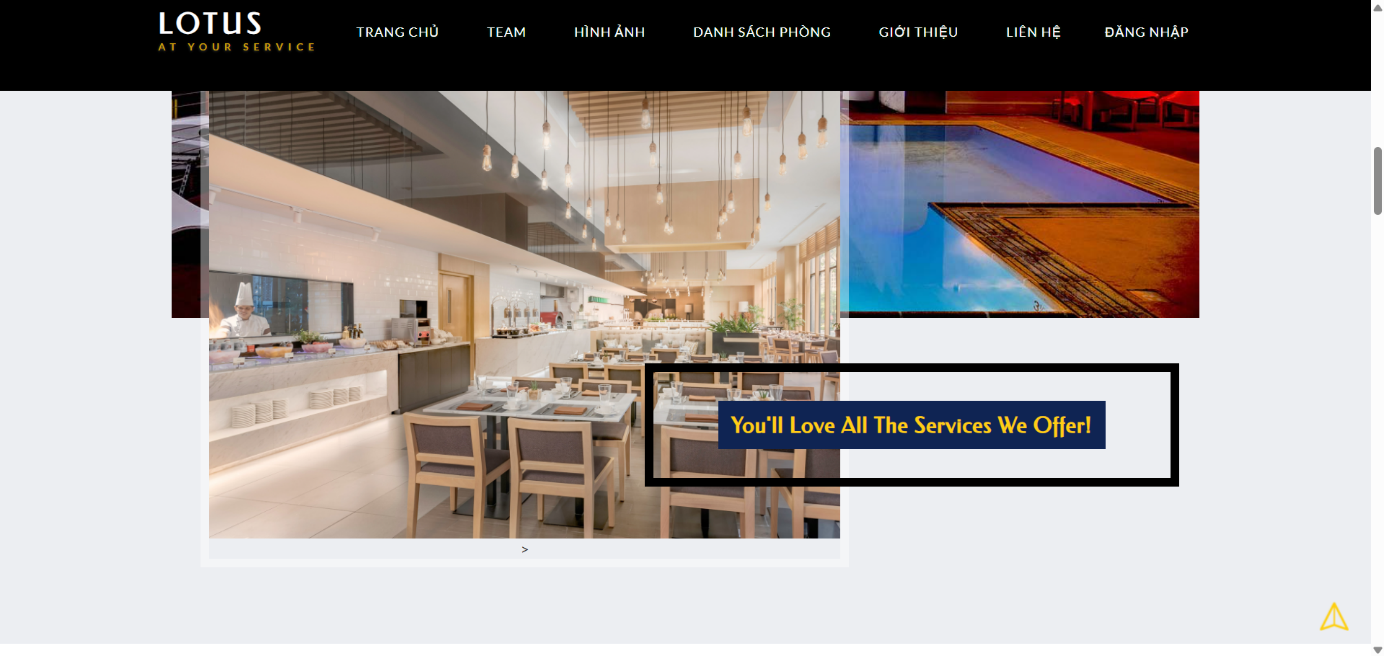 LOTUS
AT YOUR SERVICE
TRANG CHỦ TEAM HÌNH ẢNH DANH SÁCH PHÒNG GIỚI THIỆU LIÊN HỆ ĐĂNG NHẬP
You'll Love All The Services We Offer!
>